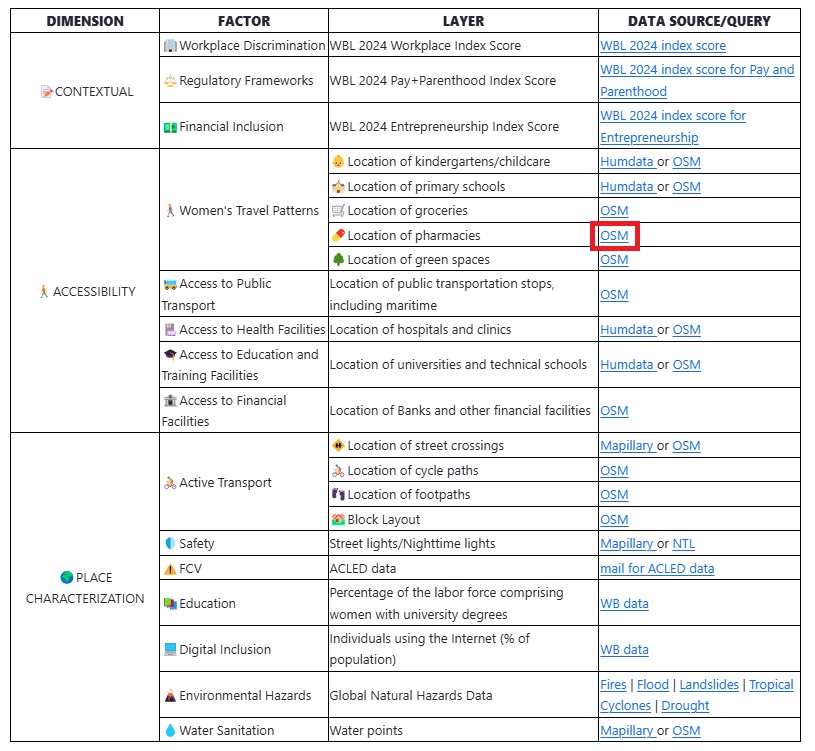 DIMENSION FACTOR LAYER DATA SOURCE/QUERY
CONTEXTUAL
Workplace Discrimination WBL 2024 Workplace Index Score WBL 2024 index score
Regulatory Frameworks WBL 2024 Pay+Parenthood Index Score WBL 2024 index score for Pay and
Parenthood
Financial Inclusion WBL 2024 Entrepreneurship Index Score WBL 2024 index score for
Entrepreneurship
ACCESSIBILITY
Women's Travel Patterns
Location of kindergartens/childcare Humdata or OSM
Location of primary schools Humdata or OSM
Location of groceries OSM
Location of pharmacies OSM
Location of green spaces OSM
Access to Public
Transport
Location of public transportation stops,
including maritime
OSM
Access to Health Facilities Location of hospitals and clinics Humdata or OSM
Access to Education and
Training Facilities
Location of universities and technical schools Humdata or OSM
Access to Financial
Facilities
Location of Banks and other financial facilities OSM
PLACE
CHARACTERIZATION
Active Transport
Location of street crossings Mapillary or OSM
Location of cycle paths OSM
Location of footpaths OSM
Block Layout OSM
Safety Street lights/Nighttime lights Mapillary or NTL
FCV ACLED data mail for ACLED data
Education
Percentage of the labor force comprising
women with university degrees
WB data
Digital Inclusion
Individuals using the Internet (% of
population)
WB data
Environmental Hazards Global Natural Hazards Data
Fires | Flood | Landslides | Tropical
Cyclones | Drought
Water Sanitation Water points Mapillary or OSM